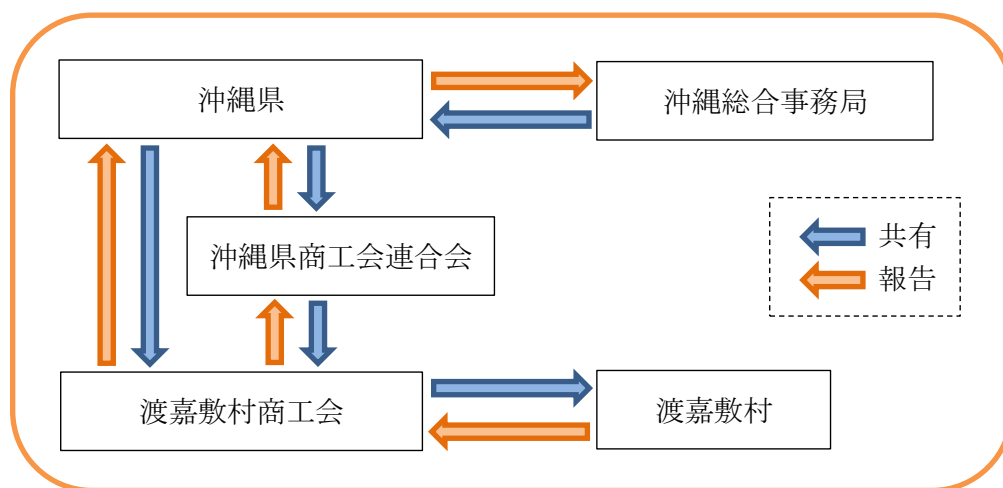 沖縄県
沖縄総合事務局
沖縄県商工会連合会
共有
報告
渡嘉敷村商工会
渡嘉敷村